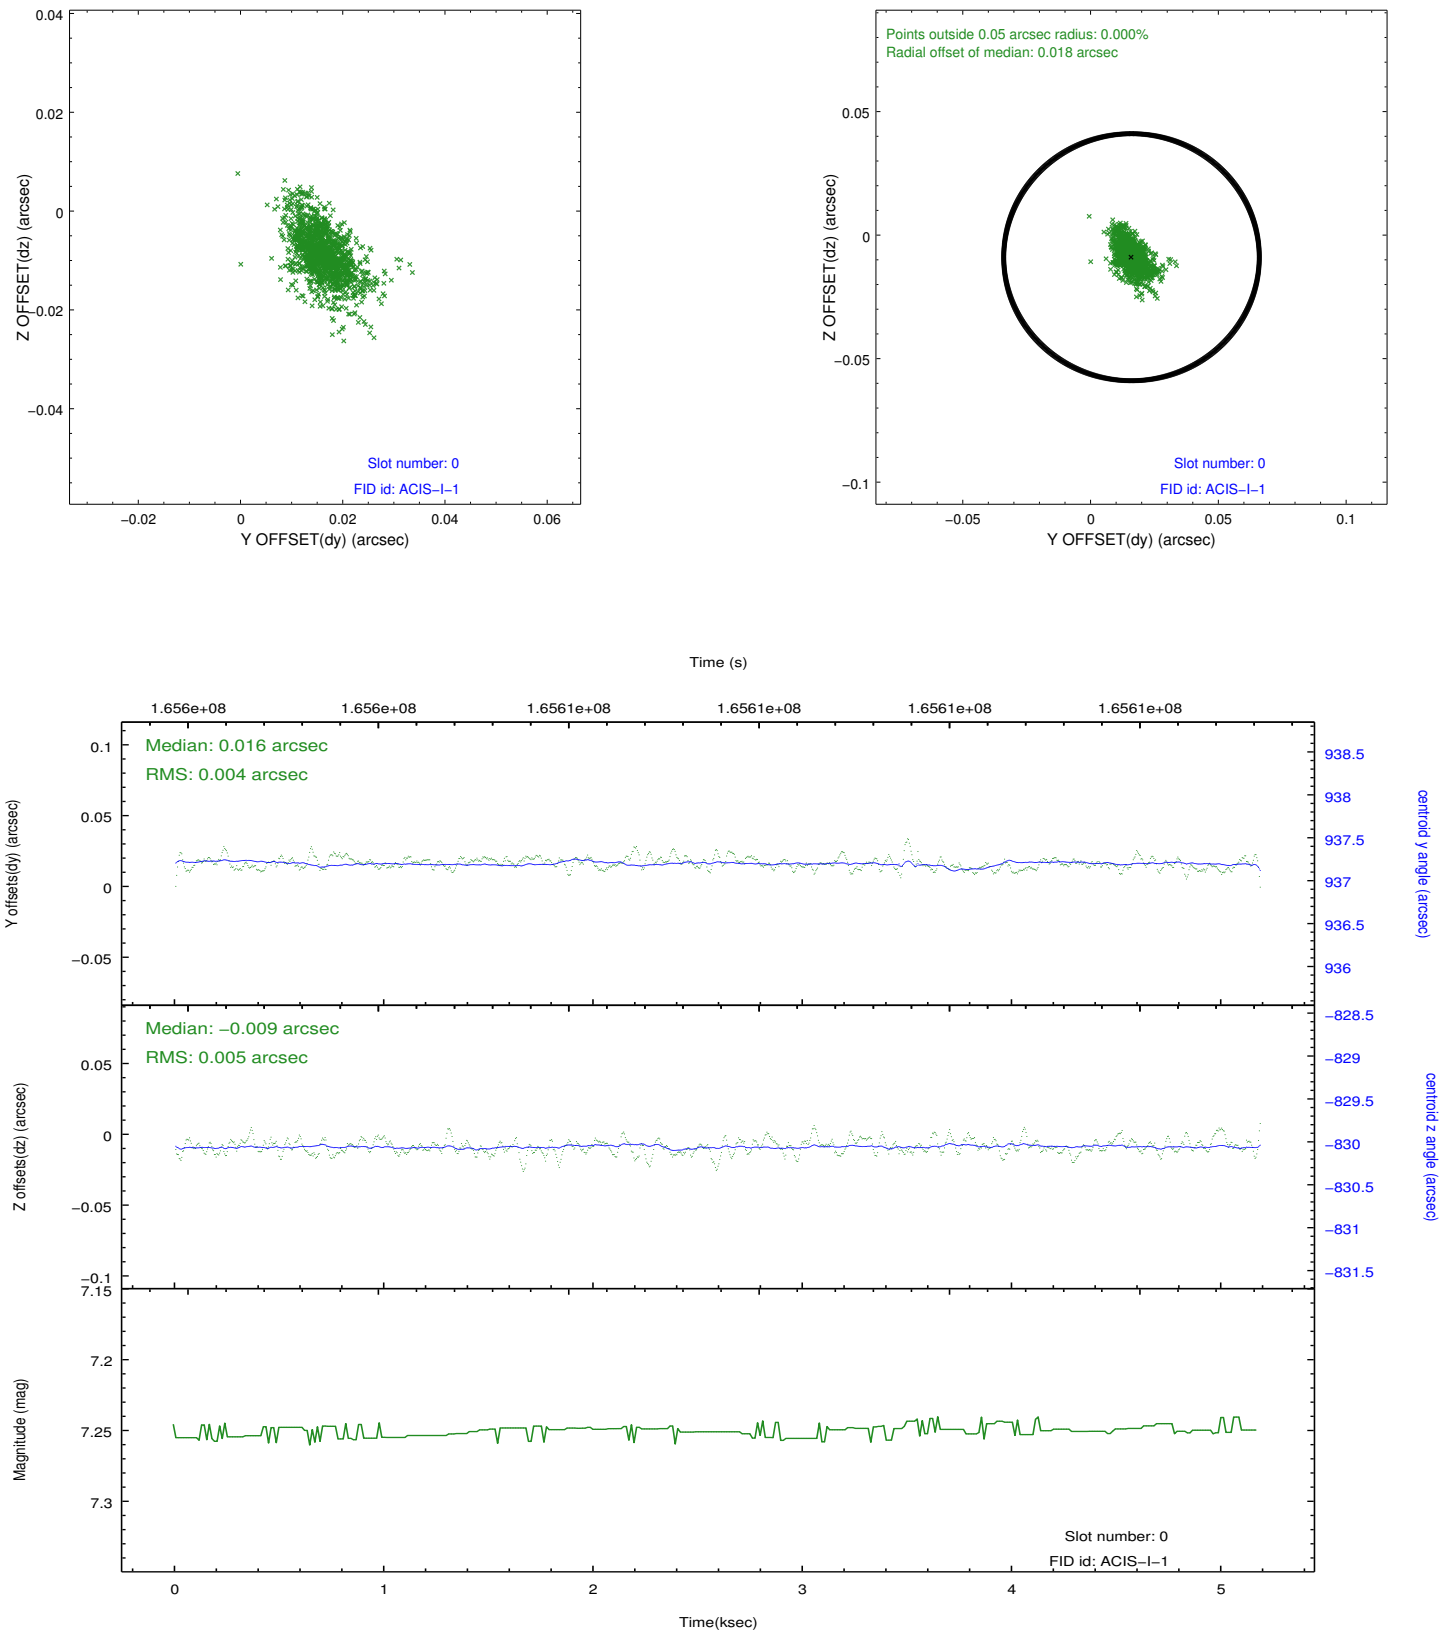 0.04
0.02
0
−0.02
−0.04
Z OFFSET(dz) (arcsec)
Slot number: 0
FID id: ACIS−I−1
−0.02
0
0.02
0.04
0.06
Y OFFSET(dy) (arcsec)
Points outside 0.05 arcsec radius: 0.000%
Radial offset of median: 0.018 arcsec
0.05
0
−0.05
−0.1
Z OFFSET(dz) (arcsec)
Slot number: 0
FID id: ACIS−I−1
−0.05
0
0.05
0.1
Y OFFSET(dy) (arcsec)
Time (s)
1.656e+08
1.656e+08
1.6561e+08
1.6561e+08
1.6561e+08
1.6561e+08
Median: 0.016 arcsec
RMS: 0.004 arcsec
0.1
0.05
0
−0.05
Y offsets(dy) (arcsec)
938.5
938
937.5
937
936.5
936
centroid y angle (arcsec)
Median: −0.009 arcsec
RMS: 0.005 arcsec
0.05
0
−0.05
−0.1
Z offsets(dz) (arcsec)
−828.5
−829
−829.5
−830
−830.5
−831
−831.5
centroid z angle (arcsec)
7.15
7.2
7.25
7.3
Magnitude (mag)
Slot number: 0
FID id: ACIS−I−1
0
1
2
3
4
5
Time(ksec)